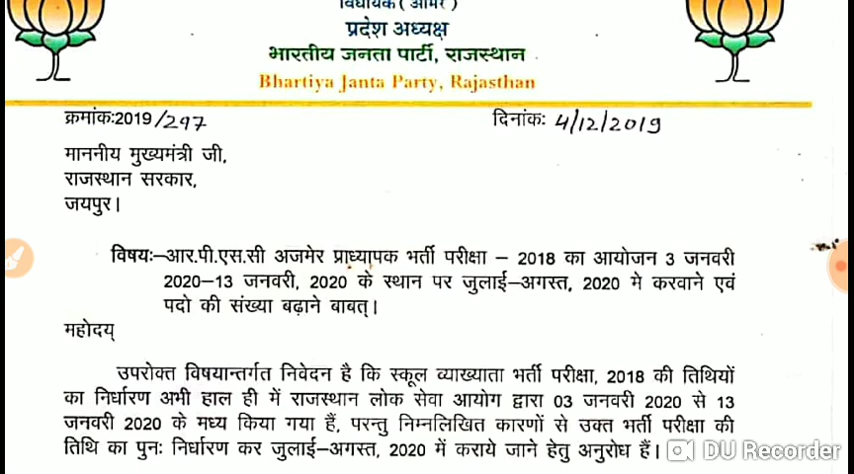 विधायक ( आमेर )
प्रदेश अध्यक्ष
भारतीय जनता पार्टी, राजस्थान
Bhartiya Janta Party, Rajasthan
क्रमांकः2019/297 दिनांकः 4/12/2019
माननीय मुख्यमंत्री जी,
राजस्थान सरकार,
जयपुर।
विषयः–आर.पी.एस.सी अजमेर प्राध्यापक भर्ती परीक्षा – 2018 का आयोजन 3 जनवरी
2020–13 जनवरी, 2020 के स्थान पर जुलाई–अगस्त, 2020 मे करवाने एवं
पदो की संख्या बढ़ाने बाबत्।
महोदय्
उपरोक्त विषयान्तर्गत निवेदन है कि स्कूल व्याख्याता भर्ती परीक्षा, 2018 की तिथियों
का निर्धारण अभी हाल ही में राजस्थान लोक सेवा आयोग द्वारा 03 जनवरी 2020 से 13
जनवरी 2020 के मध्य किया गया हैं, परन्तु निम्नलिखित कारणों से उक्त भर्ती परीक्षा की
तिथि का पुनः निर्धारण कर जुलाई–अगस्त, 2020 में कराये जाने हेतु अनुरोध हैं।
DU Recorder